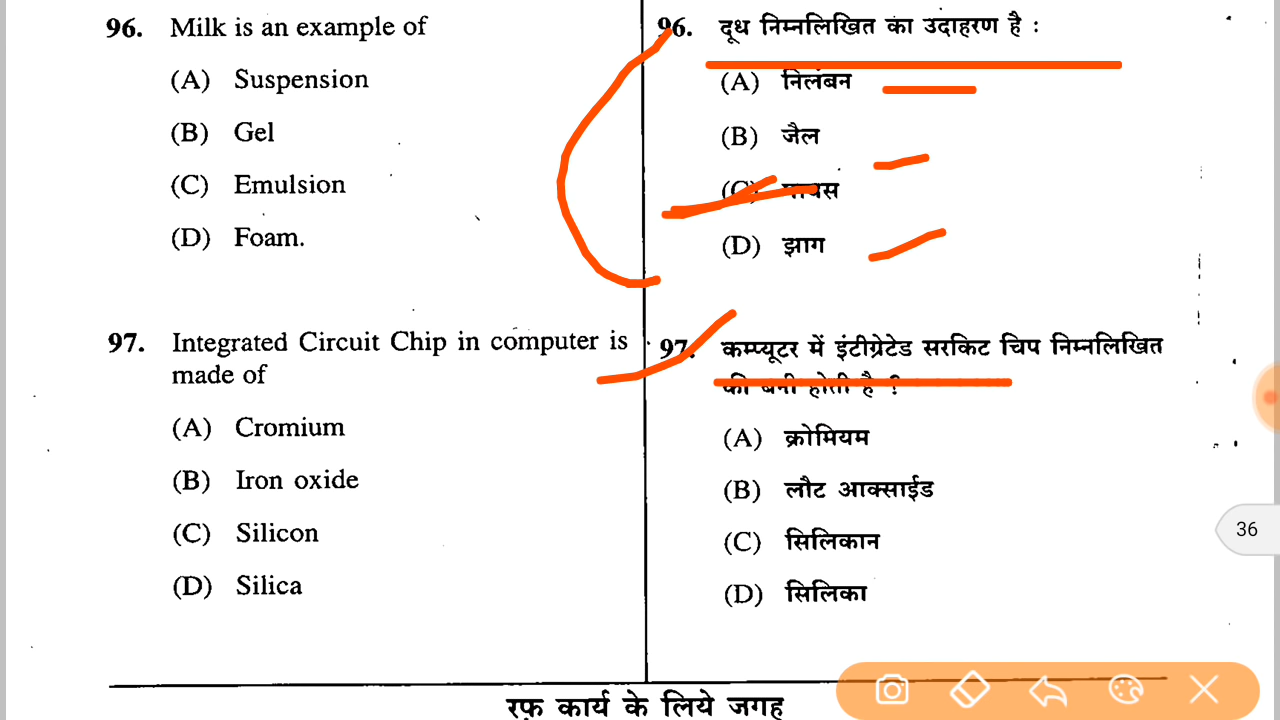 96. Milk is an example of
(A) Suspension
(B) Gel
(C) Emulsion
(D) Foam.
97. Integrated Circuit Chip in computer is
made of
(A) Cromium
(B) Iron oxide
(C) Silicon
(D) Silica
96. दूध निम्नलिखित का उदाहरण है :
(A) निलंबन
(B) जैल
(C) पायस
(D) झाग
97. कम्प्यूटर में इंटीग्रेटेड सरकिट चिप निम्नलिखित
की बनी होती है ?
(A) क्रोमियम
(B) लौट आक्साईड
(C) सिलिकान
(D) सिलिका
रफ़ कार्य के लिये जगह
36